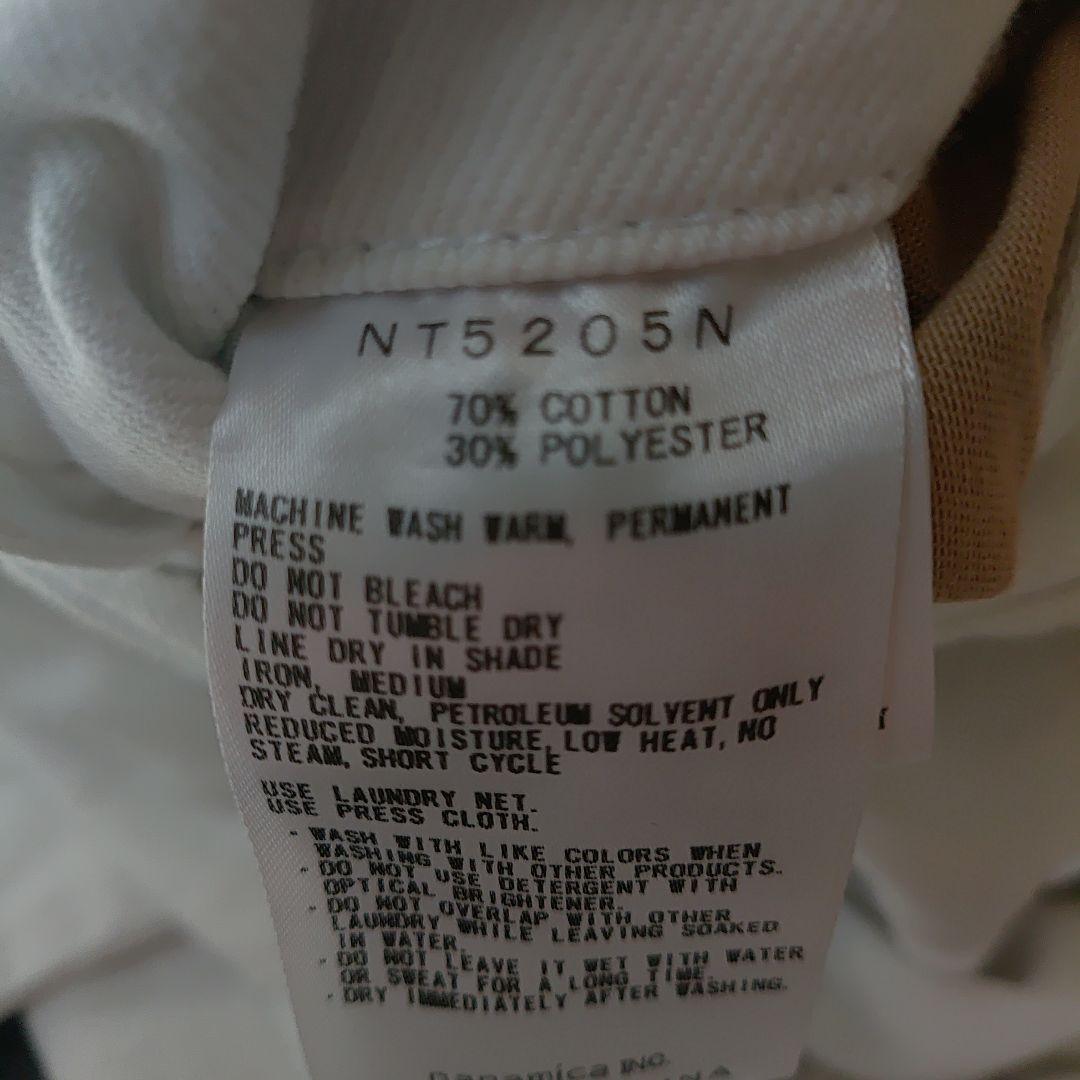 NT5205N
70% COTTON
30% POLYESTER
MACHINE WASH WARM, PERMANENT
PRESS
DO NOT BLEACH
DO NOT TUMBLE DRY
LINE DRY IN SHADE
IRON, MEDIUM
DRY CLEAN, PETROLEUM SOLVENT ONLY
REDUCED MOISTURE, LOW HEAT, NO
STEAM, SHORT CYCLE
USE LAUNDRY NET.
USE PRESS CLOTH.
- WASH WITH LIKE COLORS WHEN
WASHING WITH OTHER PRODUCTS.
- DO NOT USE DETERGENT WITH
OPTICAL BRIGHTENER.
- DO NOT OVERLAP WITH OTHER
LAUNDRY WHILE LEAVING SOAKED
IN WATER.
- DO NOT LEAVE IT WET WITH WATER
OR SWEAT FOR A LONG TIME.
- DRY IMMEDIATELY AFTER WASHING.
nanamica INC.